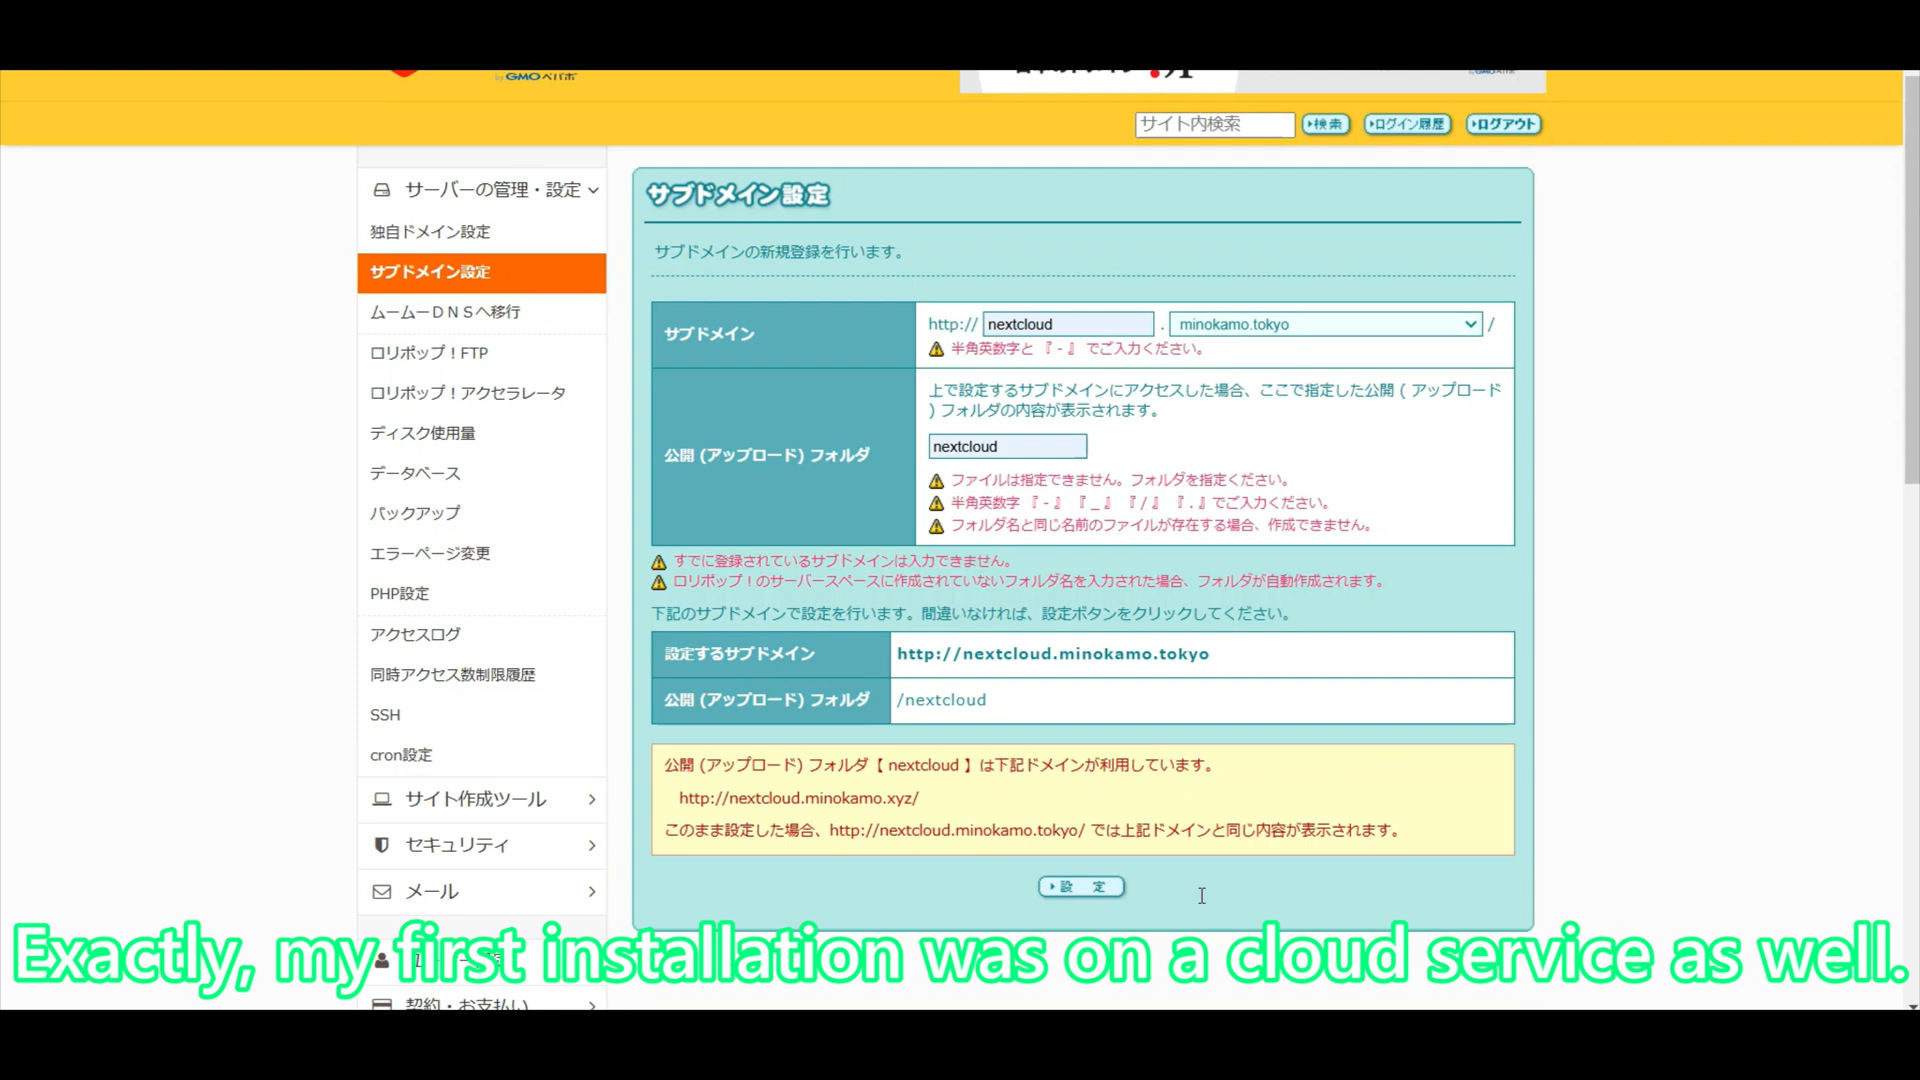 by GMOペパボ
サイト内検索
検索
ログイン履歴
ログアウト
サーバーの管理・設定
独自ドメイン設定
サブドメイン設定
ムームーDNSへ移行
ロリポップ！FTP
ロリポップ！アクセラレータ
ディスク使用量
データベース
バックアップ
エラーページ変更
PHP設定
アクセスログ
同時アクセス数制限履歴
SSH
cron設定
サイト作成ツール
セキュリティ
メール
契約・お支払い
サブドメイン設定
サブドメインの新規登録を行います。
サブドメイン
http:// nextcloud . minokamo.tokyo /
半角英数字と 『 - 』 でご入力ください。
公開 (アップロード) フォルダ
上で設定するサブドメインにアクセスした場合、ここで指定した公開 ( アップロード
) フォルダの内容が表示されます。
nextcloud
ファイルは指定できません。フォルダを指定ください。
半角英数字 『 - 』 『 _ 』 『 / 』 『 . 』でご入力ください。
フォルダ名と同じ名前のファイルが存在する場合、作成できません。
すでに登録されているサブドメインは入力できません。
ロリポップ！のサーバースペースに作成されていないフォルダ名を入力された場合、フォルダが自動作成されます。
下記のサブドメインで設定を行います。間違いなければ、設定ボタンをクリックしてください。
設定するサブドメイン
http://nextcloud.minokamo.tokyo
公開 (アップロード) フォルダ
/nextcloud
公開 (アップロード) フォルダ【 nextcloud 】は下記ドメインが利用しています。
http://nextcloud.minokamo.xyz/
このまま設定した場合、http://nextcloud.minokamo.tokyo/ では上記ドメインと同じ内容が表示されます。
設 定
Exactly, my first installation was on a cloud service as well.